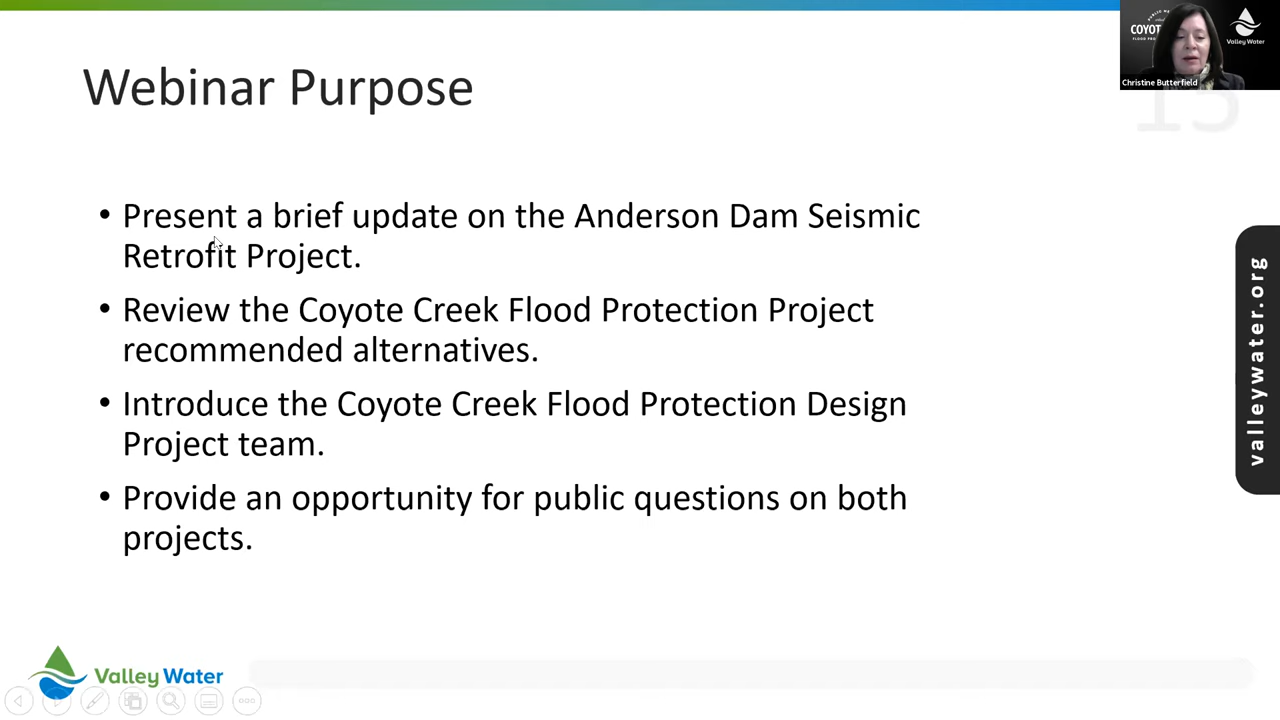 Webinar Purpose
COYOT
Valley Water
Christine Butterfield
15
• Present a brief update on the Anderson Dam Seismic
Retrofit Project.
• Review the Coyote Creek Flood Protection Project
recommended alternatives.
• Introduce the Coyote Creek Flood Protection Design
Project team.
• Provide an opportunity for public questions on both
projects.
valleywater.org
Valley Water